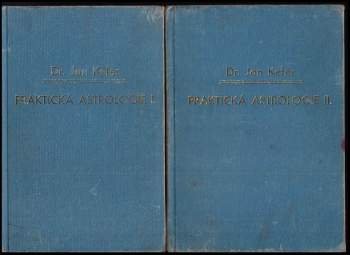 Dr. Jan Kefer
PRAKTICKÁ ASTROLOGIE I.
Dr. Jan Kefer
PRAKTICKÁ ASTROLOGIE II.